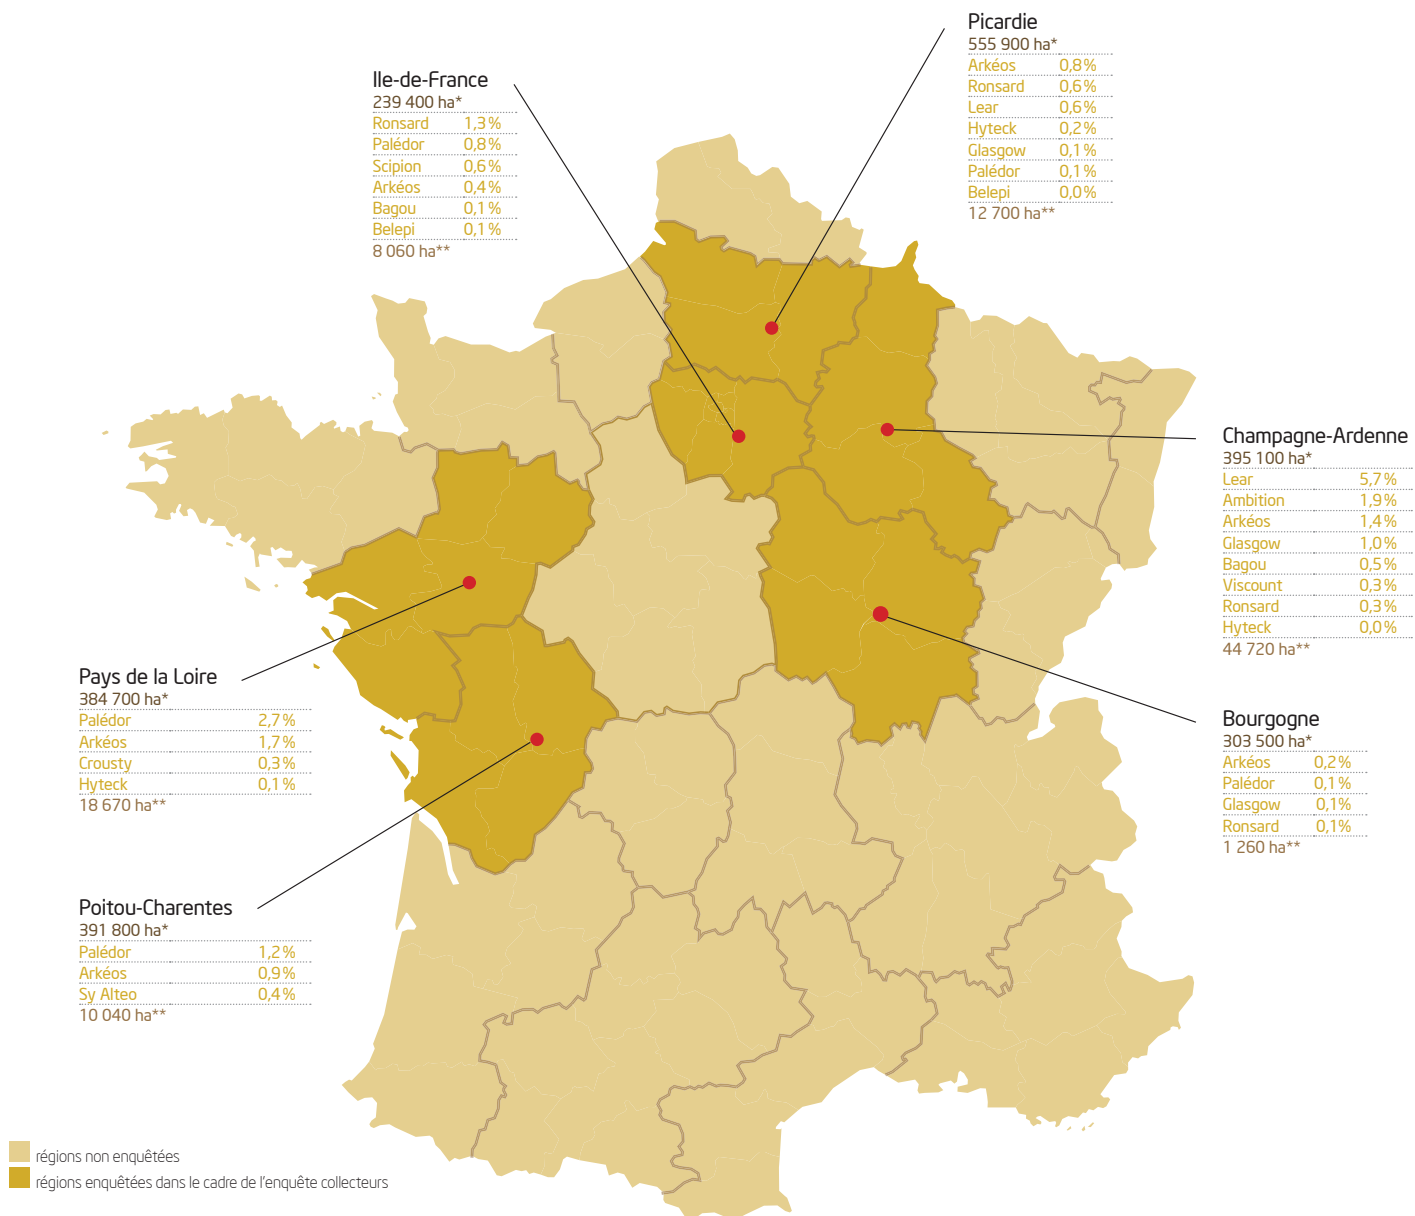 Picardie
555 900 ha*
Arkéos 0,8%
Ronsard 0,6%
Lear 0,6%
Hyteck 0,2%
Glasgow 0,1%
Palédor 0,1%
Belepi 0,0%
12 700 ha**
Ile-de-France
239 400 ha*
Ronsard 1,3%
Palédor 0,8%
Scipion 0,6%
Arkéos 0,4%
Bagou 0,1%
Belepi 0,1%
8 060 ha**
Champagne-Ardenne
395 100 ha*
Lear 5,7%
Ambition 1,9%
Arkéos 1,4%
Glasgow 1,0%
Bagou 0,5%
Viscount 0,3%
Ronsard 0,3%
Hyteck 0,0%
44 720 ha**
Pays de la Loire
384 700 ha*
Palédor 2,7%
Arkéos 1,7%
Crousty 0,3%
Hyteck 0,1%
18 670 ha**
Bourgogne
303 500 ha*
Arkéos 0,2%
Palédor 0,1%
Glasgow 0,1%
Ronsard 0,1%
1 260 ha**
Poitou-Charentes
391 800 ha*
Palédor 1,2%
Arkéos 0,9%
Sy Alteo 0,4%
10 040 ha**
régions non enquêtées
régions enquêtées dans le cadre de l'enquête collecteurs